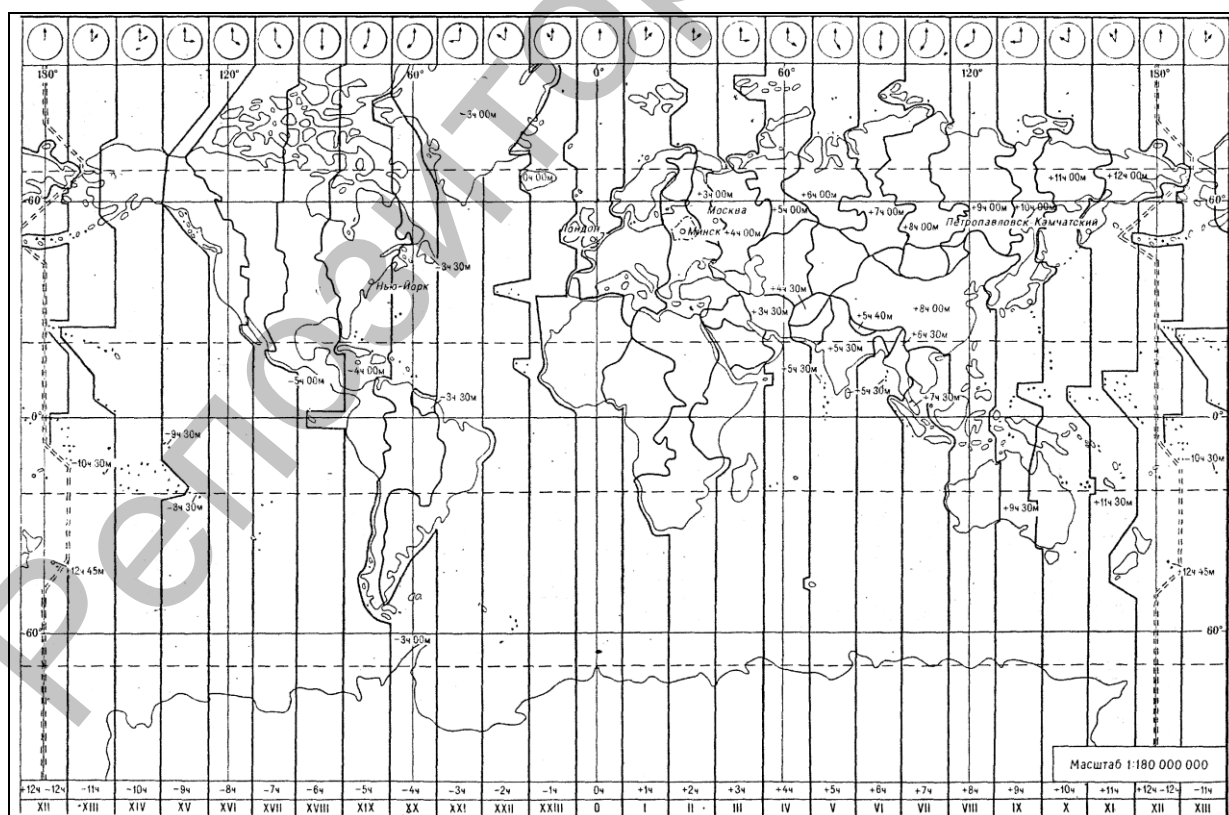 180° 120° 60° 0° 60° 120° 180°
-3ч 00м
0ч 00м
+11ч 00м +12ч 00м
+3ч 00м +6ч 00м
60° Москва +5ч 00м +7ч 00м +9ч 00м +10ч 00м 60°
Лондон Минск +4ч 00м +8ч 00м Петропавловск-Камчатский
-3ч 30м
Нью-Йорк +4ч 30м
+3ч 30м +5ч 40м +8ч 00м
+6ч 30м
+5ч 30м
-5ч 00м -4ч 00м +5ч 30м
-3ч 30м -5ч 30м +7ч 30м
0° 0°
-9ч 30м
-10ч 30м -10ч 30м
-8ч 30м +9ч 30м +11ч 30м
+12ч 45м +12ч 45м
60° -3ч 00м 60°
Масштаб 1:180 000 000
+12ч -12ч -11ч -10ч -9ч -8ч -7ч -6ч -5ч -4ч -3ч -2ч -1ч 0ч +1ч +2ч +3ч +4ч +5ч +6ч +7ч +8ч +9ч +10ч +11ч +12ч -12ч -11ч
XII XIII XIV XV XVI XVII XVIII XIX XX XXI XXII XXIII 0 I II III IV V VI VII VIII IX X XI XII XIII
Репозитор